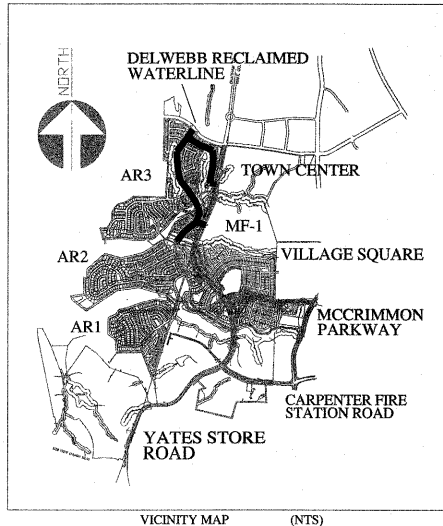 DELWEBB RECLAIMED
WATERLINE
NORTH
AR3
TOWN CENTER
MF-1
AR2
VILLAGE SQUARE
AR1
MCCRIMMON
PARKWAY
CARPENTER FIRE
STATION ROAD
YATES STORE
ROAD
VICINITY MAP (NTS)